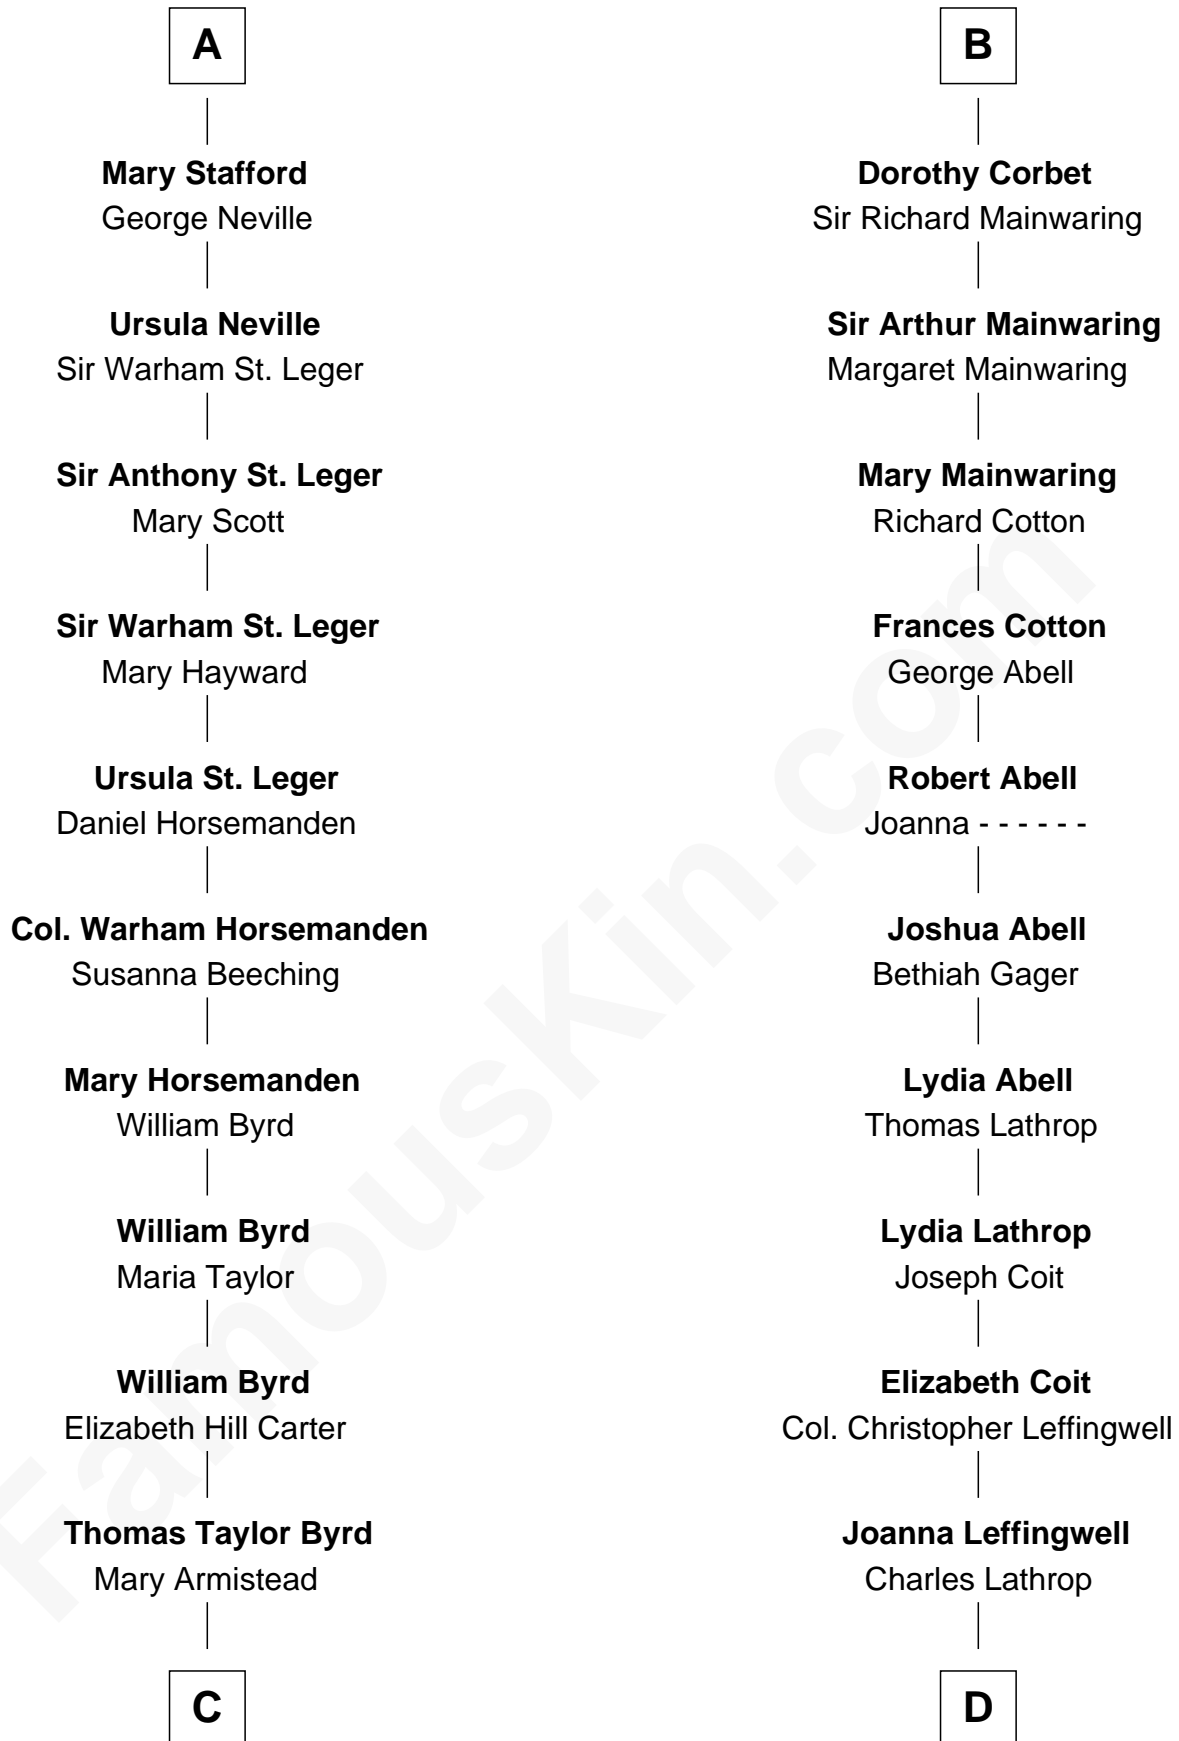 A
Mary Stafford
George Neville
Ursula Neville
Sir Warham St. Leger
Sir Anthony St. Leger
Mary Scott
Sir Warham St. Leger
Mary Hayward
Ursula St. Leger
Daniel Horsemanden
Col. Warham Horsemanden
Susanna Beeching
Mary Horsemanden
William Byrd
William Byrd
Maria Taylor
William Byrd
Elizabeth Hill Carter
Thomas Taylor Byrd
Mary Armistead
C
B
Dorothy Corbet
Sir Richard Mainwaring
Sir Arthur Mainwaring
Margaret Mainwaring
Mary Mainwaring
Richard Cotton
Frances Cotton
George Abell
Robert Abell
Joanna - - - - - -
Joshua Abell
Bethiah Gager
Lydia Abell
Thomas Lathrop
Lydia Lathrop
Joseph Coit
Elizabeth Coit
Col. Christopher Leffingwell
Joanna Leffingwell
Charles Lathrop
D
FamousKin.com